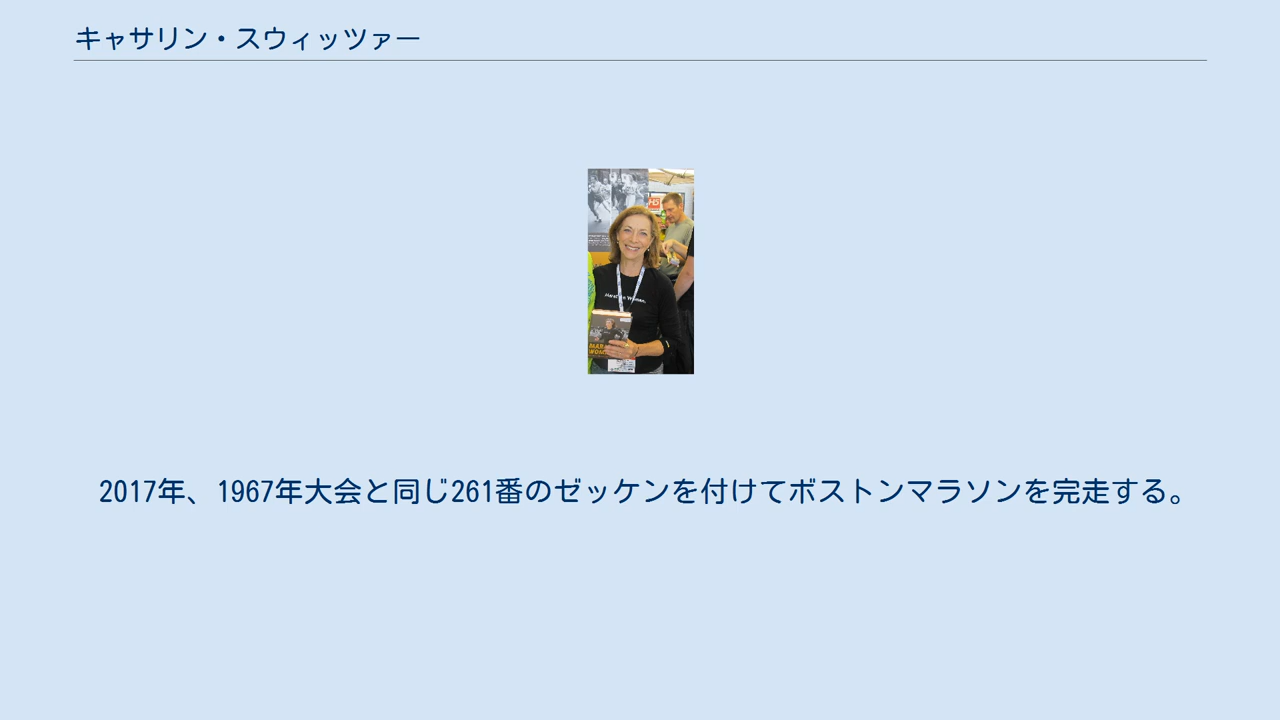 キャサリン・スウィッツァー
2017年、1967年大会と同じ261番のゼッケンを付けてボストンマラソンを完走する。